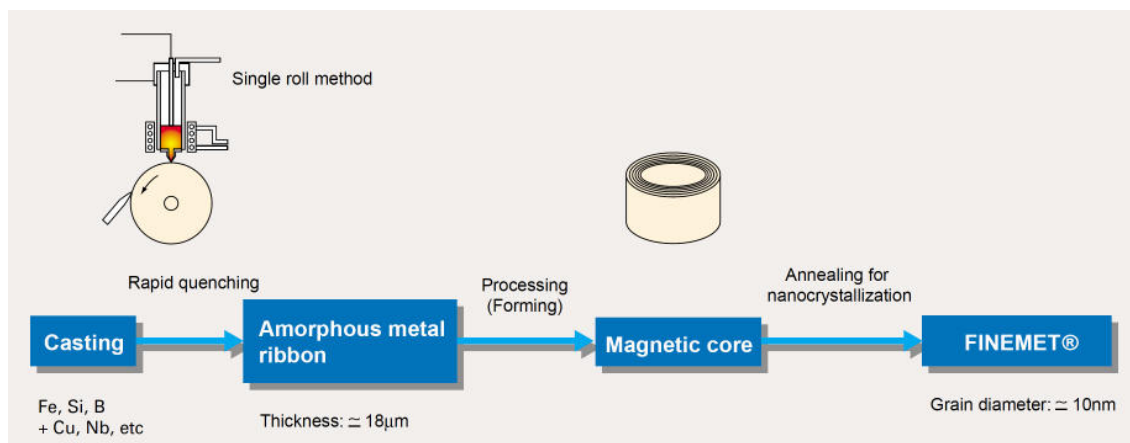 Single roll method
Rapid quenching
Processing
(Forming)
Annealing for
nanocrystallization
Casting
Amorphous metal
ribbon
Magnetic core
FINEMET®
Fe, Si, B
+ Cu, Nb, etc
Thickness: ≃ 18μm
Grain diameter: ≃ 10nm